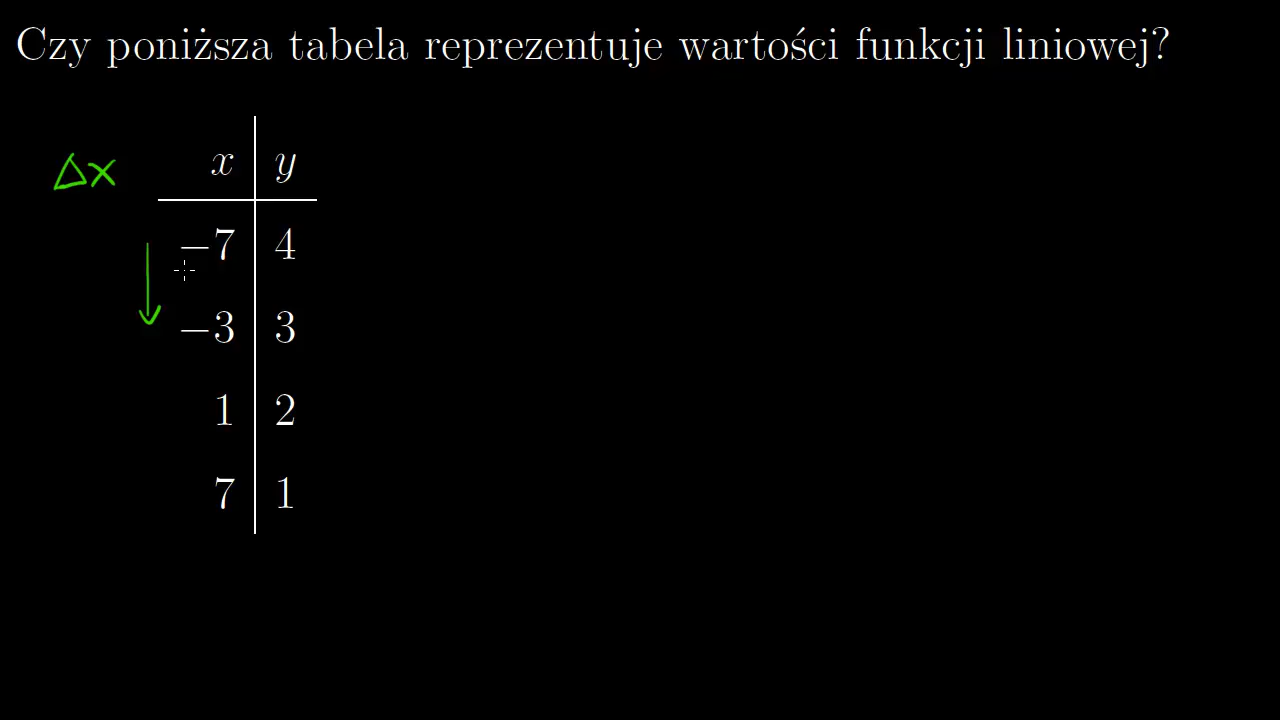 Czy poniższa tabela reprezentuje wartości funkcji liniowej?
Δx x y
−7 4
−3 3
1 2
7 1